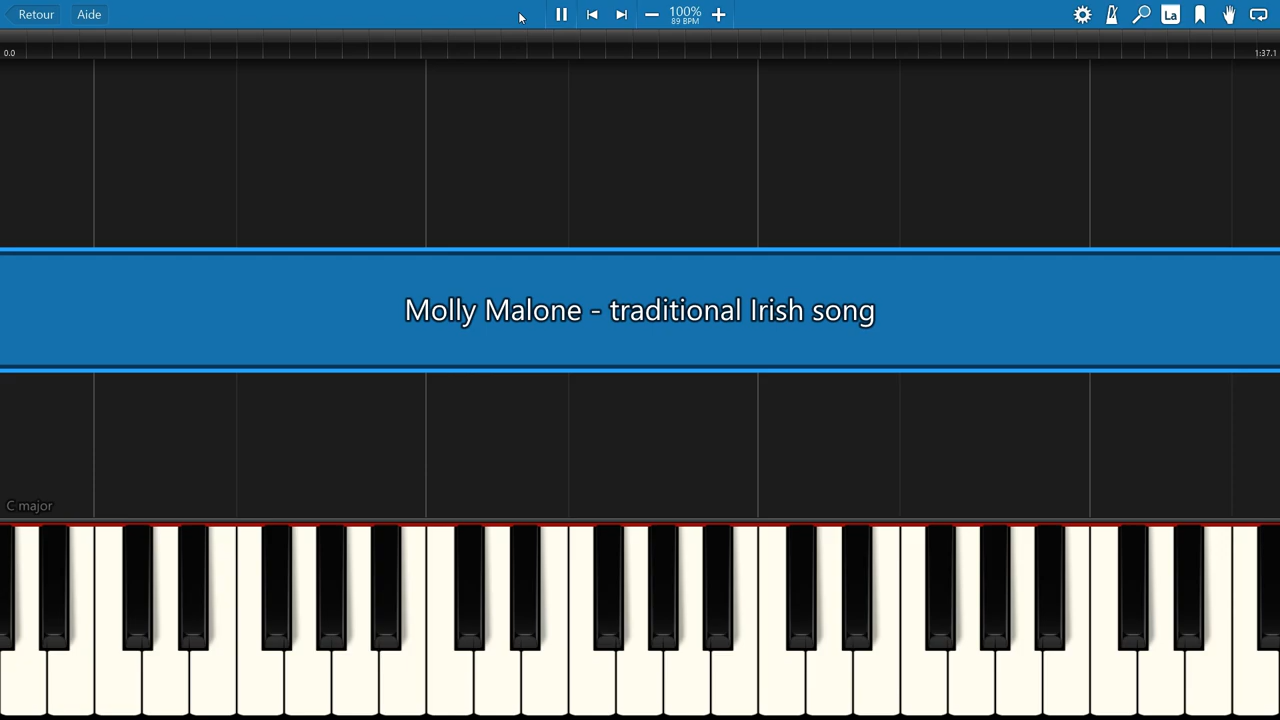 Retour
Aide
100%
89 BPM
La
0.0
1:37.1
Molly Malone - traditional Irish song
C major